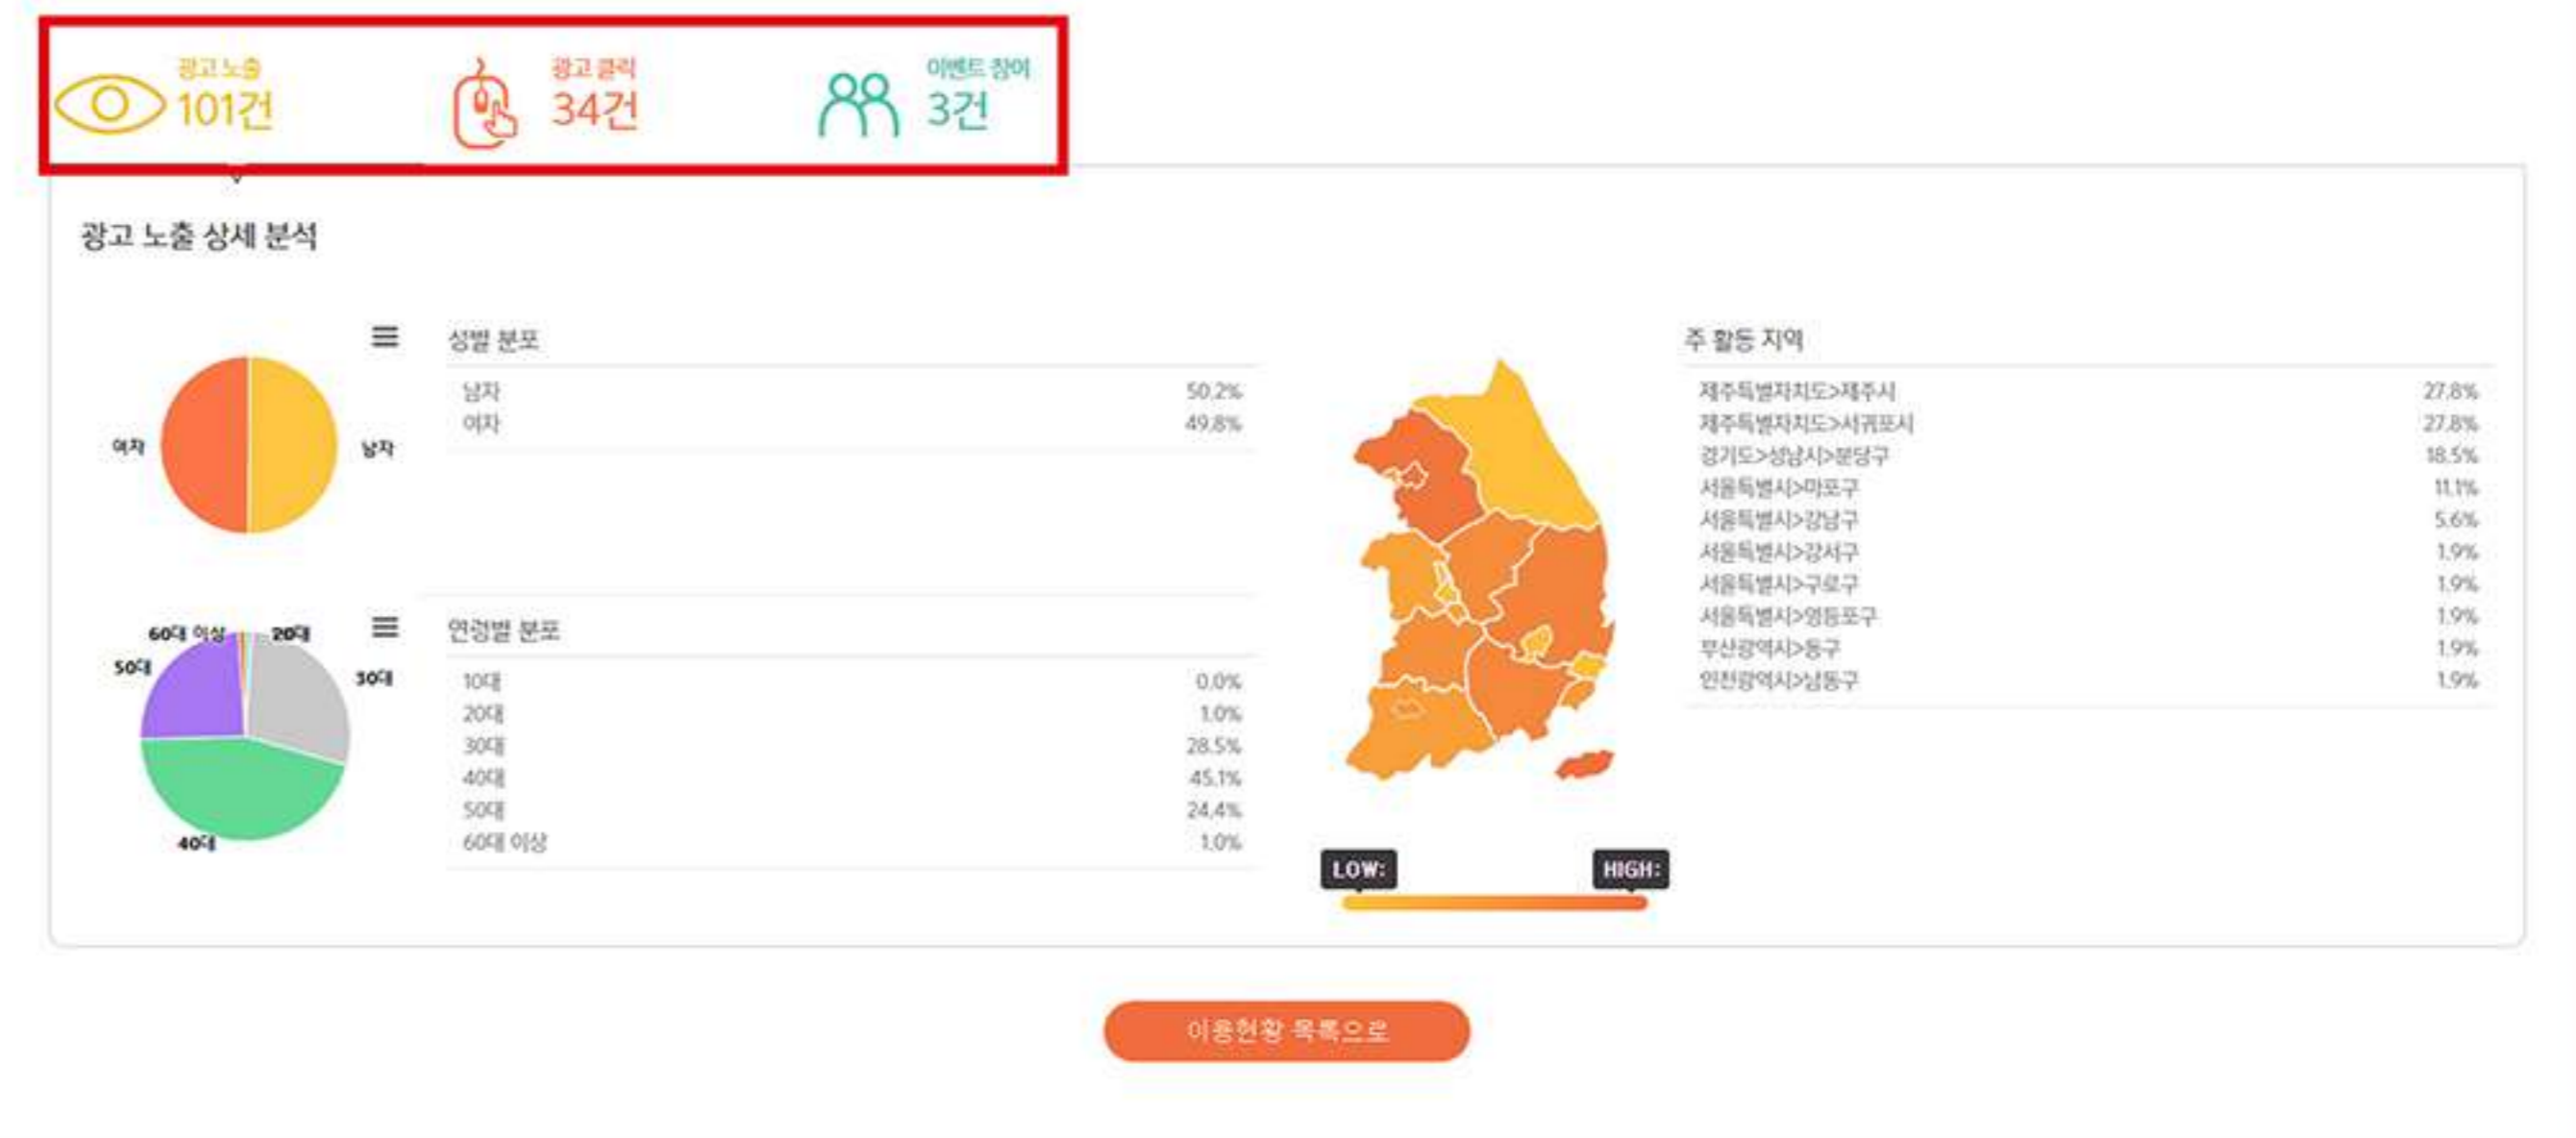 광고 노출
101건
광고 클릭
34건
이벤트 참여
3건
광고 노출 상세 분석
여자
남자
성별 분포
남자 50.2%
여자 49.8%
60대 이상
20대
50대
30대
40대
연령별 분포
10대 0.0%
20대 1.0%
30대 28.5%
40대 45.1%
50대 24.4%
60대 이상 1.0%
LOW:
HIGH:
주 활동 지역
제주특별자치도>제주시 27.8%
제주특별자치도>서귀포시 27.8%
경기도>성남시>분당구 18.5%
서울특별시>마포구 11.1%
서울특별시>강남구 5.6%
서울특별시>강서구 1.9%
서울특별시>구로구 1.9%
서울특별시>영등포구 1.9%
부산광역시>동구 1.9%
인천광역시>남동구 1.9%
이용현황 목록으로